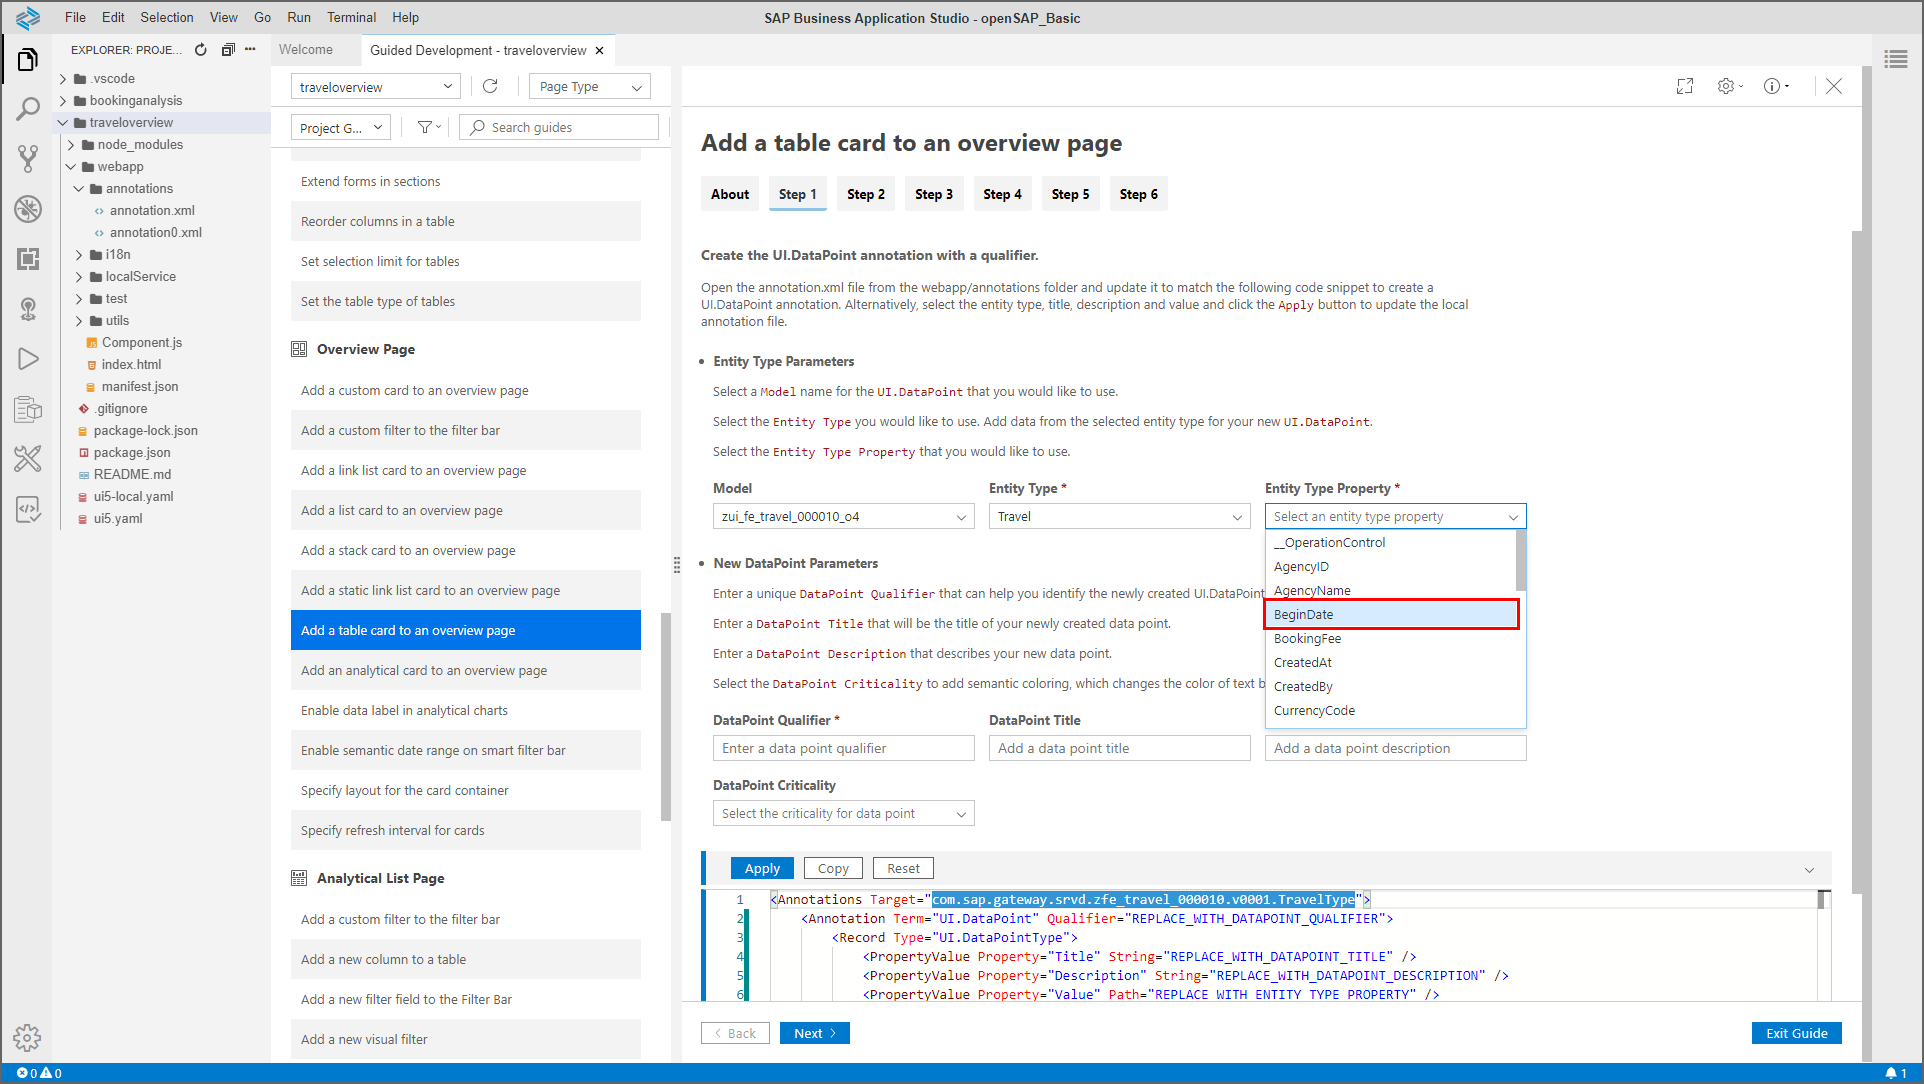 File Edit Selection View Go Run Terminal Help
SAP Business Application Studio - openSAP_Basic
EXPLORER: PROJE...
.vscode
bookinganalysis
traveloverview
node_modules
webapp
annotations
annotation.xml
annotation0.xml
i18n
localService
test
utils
Component.js
index.html
manifest.json
.gitignore
package-lock.json
package.json
README.md
ui5-local.yaml
ui5.yaml
Welcome
Guided Development - traveloverview
traveloverview
Page Type
Project G...
Search guides
Extend forms in sections
Reorder columns in a table
Set selection limit for tables
Set the table type of tables
Overview Page
Add a custom card to an overview page
Add a custom filter to the filter bar
Add a link list card to an overview page
Add a list card to an overview page
Add a stack card to an overview page
Add a static link list card to an overview page
Add a table card to an overview page
Add an analytical card to an overview page
Enable data label in analytical charts
Enable semantic date range on smart filter bar
Specify layout for the card container
Specify refresh interval for cards
Analytical List Page
Add a custom filter to the filter bar
Add a new column to a table
Add a new filter field to the Filter Bar
Add a new visual filter
Add a table card to an overview page
About Step 1 Step 2 Step 3 Step 4 Step 5 Step 6
Create the UI.DataPoint annotation with a qualifier.
Open the annotation.xml file from the webapp/annotations folder and update it to match the following code snippet to create a
UI.DataPoint annotation. Alternatively, select the entity type, title, description and value and click the Apply button to update the local
annotation file.
• Entity Type Parameters
Select a Model name for the UI.DataPoint that you would like to use.
Select the Entity Type you would like to use. Add data from the selected entity type for your new UI.DataPoint.
Select the Entity Type Property that you would like to use.
Model Entity Type * Entity Type Property *
zui_fe_travel_000010_o4 Travel Select an entity type property
__OperationControl
AgencyID
AgencyName
BeginDate
BookingFee
CreatedAt
CreatedBy
CurrencyCode
• New DataPoint Parameters
Enter a unique DataPoint Qualifier that can help you identify the newly created UI.DataPoint
Enter a DataPoint Title that will be the title of your newly created data point.
Enter a DataPoint Description that describes your new data point.
Select the DataPoint Criticality to add semantic coloring, which changes the color of text b
DataPoint Qualifier * DataPoint Title
Enter a data point qualifier Add a data point title Add a data point description
DataPoint Criticality
Select the criticality for data point
Apply Copy Reset
1 <Annotations Target="com.sap.gateway.srvd.zfe_travel_000010.v0001.TravelType">
2 <Annotation Term="UI.DataPoint" Qualifier="REPLACE_WITH_DATAPOINT_QUALIFIER">
3 <Record Type="UI.DataPointType">
4 <PropertyValue Property="Title" String="REPLACE_WITH_DATAPOINT_TITLE" />
5 <PropertyValue Property="Description" String="REPLACE_WITH_DATAPOINT_DESCRIPTION" />
6 <PropertyValue Property="Value" Path="REPLACE_WITH_ENTITY_TYPE_PROPERTY" />
< Back Next > Exit Guide
0 0 1